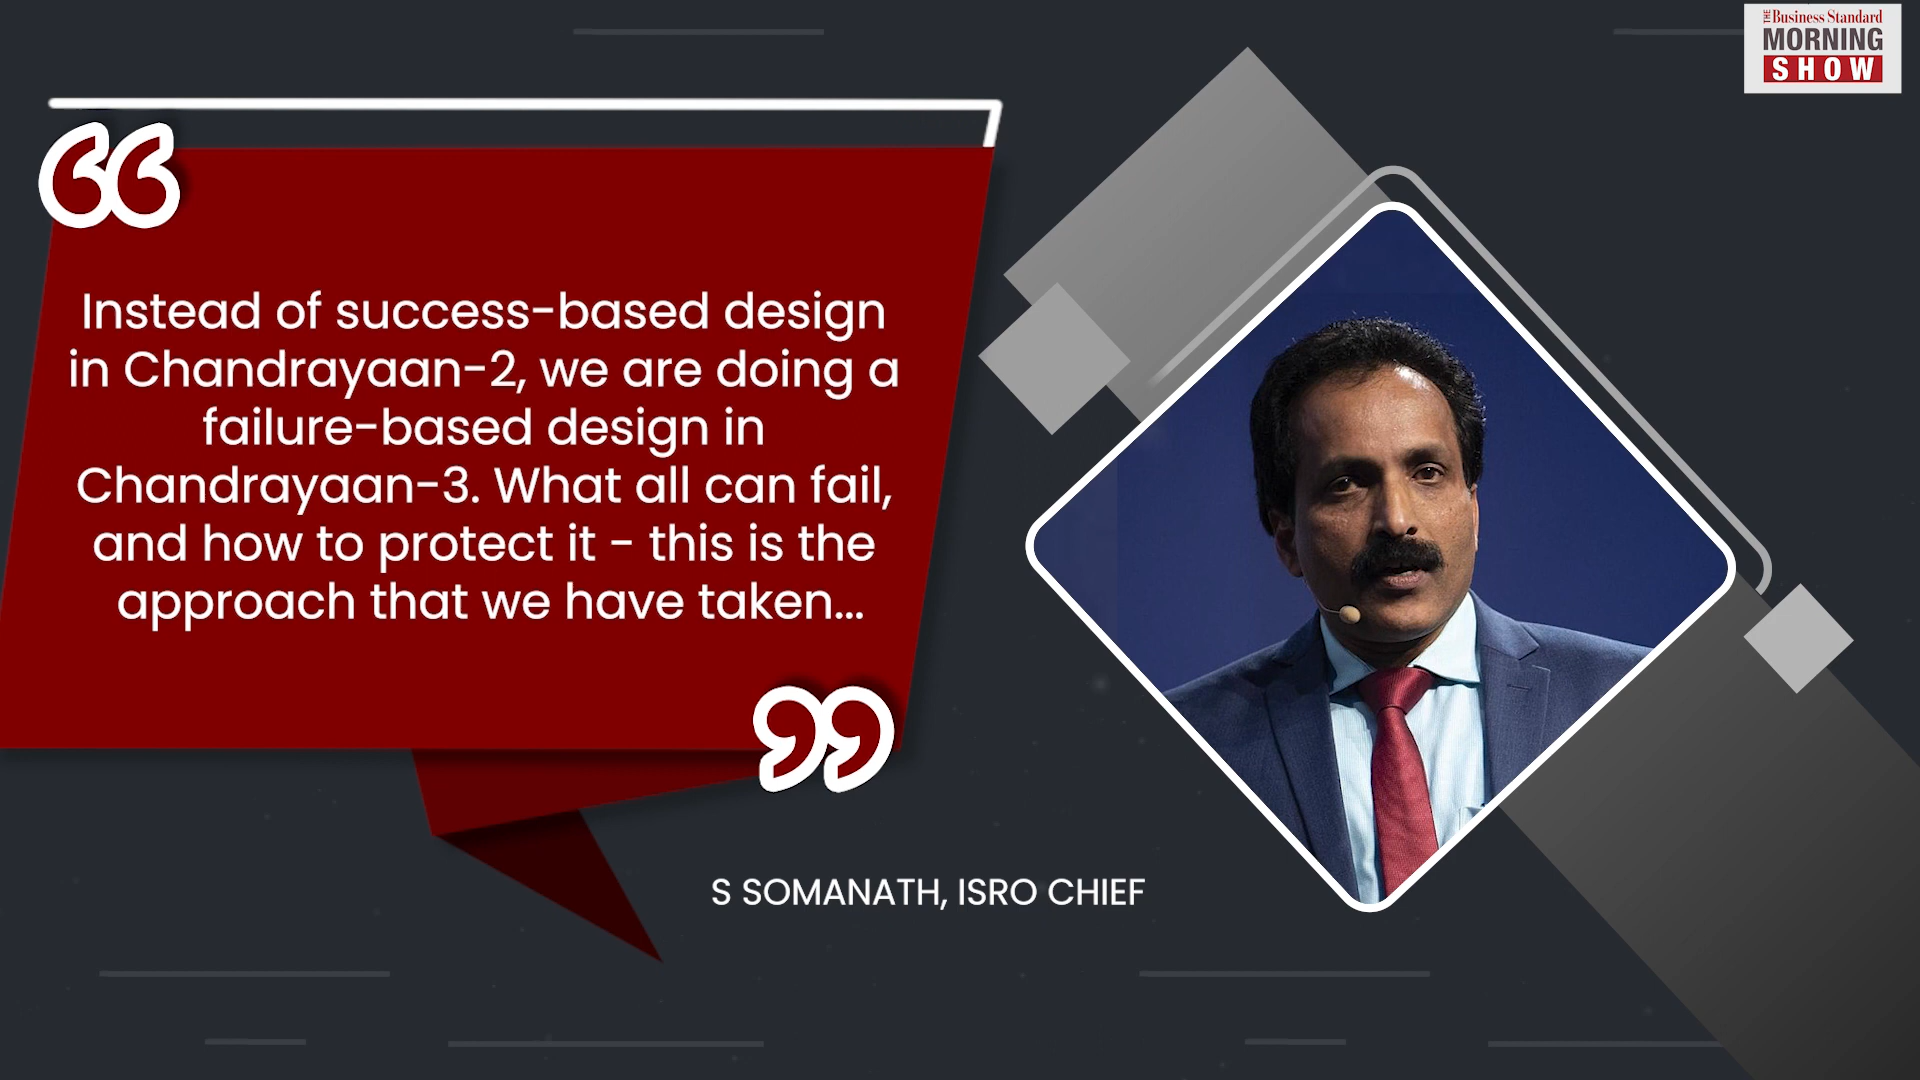 THE Business Standard
MORNING
SHOW
Instead of success-based design
in Chandrayaan-2, we are doing a
failure-based design in
Chandrayaan-3. What all can fail,
and how to protect it - this is the
approach that we have taken...
S SOMANATH, ISRO CHIEF